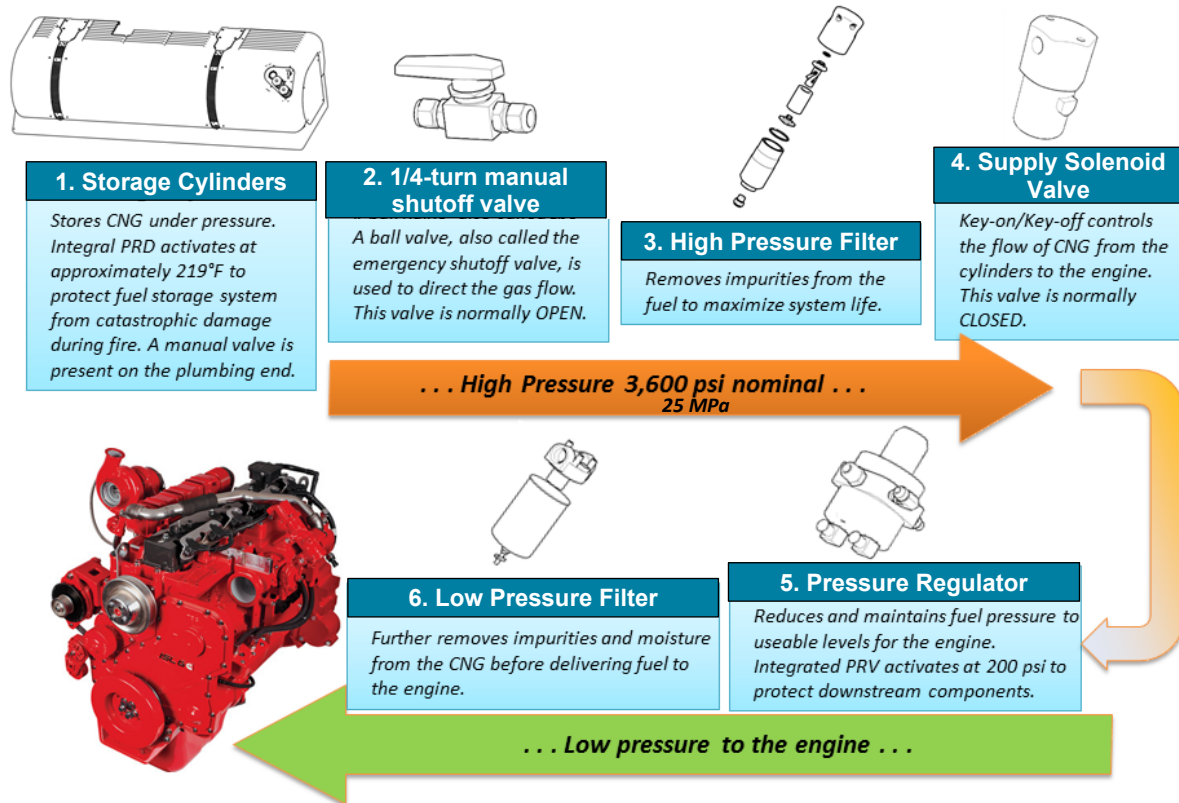 1. Storage Cylinders
Stores CNG under pressure.
Integral PRD activates at
approximately 219°F to
protect fuel storage system
from catastrophic damage
during fire. A manual valve is
present on the plumbing end.
2. 1/4-turn manual
shutoff valve
A ball valve, also called the
emergency shutoff valve, is
used to direct the gas flow.
This valve is normally OPEN.
3. High Pressure Filter
Removes impurities from the
fuel to maximize system life.
4. Supply Solenoid
Valve
Key-on/Key-off controls
the flow of CNG from the
cylinders to the engine.
This valve is normally
CLOSED.
. . . High Pressure 3,600 psi nominal . . .
25 MPa
5. Pressure Regulator
Reduces and maintains fuel pressure to
useable levels for the engine.
Integrated PRV activates at 200 psi to
protect downstream components.
6. Low Pressure Filter
Further removes impurities and moisture
from the CNG before delivering fuel to
the engine.
. . . Low pressure to the engine . . .